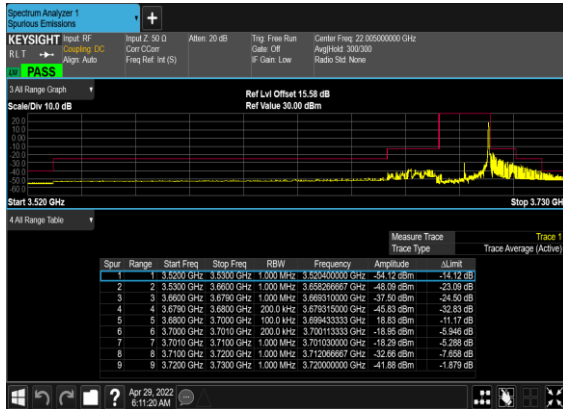 Spectrum Analyzer 1
Spurious Emissions
KEYSIGHT Input: RF Input Z: 50 Ω Atten: 20 dB Trig: Free Run Center Freq: 22.005000000 GHz
RLT Coupling: DC Corr CCorr Gate: Off Avg|Hold: 300/300
Align: Auto Freq Ref: Int (S) IF Gain: Low Radio Std: None
PASS
3 All Range Graph Ref Lvl Offset 15.58 dB
Scale/Div 10.0 dB Ref Value 30.00 dBm
20.0
10.0
0.00
-10.0
-20.0
-30.0
-40.0
-50.0
-60.0
Start 3.520 GHz Stop 3.730 GH
4 All Range Table
Measure Trace Trace 1
Trace Type Trace Average (Active)
Spur Range Start Freq Stop Freq RBW Frequency Amplitude ΔLimit
1 1 3.5200 GHz 3.5300 GHz 1.000 MHz 3.520400000 GHz -54.12 dBm -14.12 dB
2 2 3.5300 GHz 3.6600 GHz 1.000 MHz 3.658266667 GHz -48.09 dBm -23.09 dB
3 3 3.6600 GHz 3.6790 GHz 1.000 MHz 3.669310000 GHz -37.50 dBm -24.50 dB
4 4 3.6790 GHz 3.6800 GHz 200.0 kHz 3.679315000 GHz -45.83 dBm -32.83 dB
5 5 3.6800 GHz 3.7000 GHz 100.0 kHz 3.699433333 GHz 18.83 dBm -11.17 dB
6 6 3.7000 GHz 3.7010 GHz 200.0 kHz 3.700113333 GHz -18.95 dBm -5.946 dB
7 7 3.7010 GHz 3.7100 GHz 1.000 MHz 3.701030000 GHz -18.29 dBm -5.288 dB
8 8 3.7100 GHz 3.7200 GHz 1.000 MHz 3.712066667 GHz -32.66 dBm -7.658 dB
9 9 3.7200 GHz 3.7300 GHz 1.000 MHz 3.720000000 GHz -41.88 dBm -1.879 dB
Apr 29, 2022
6:11:20 AM